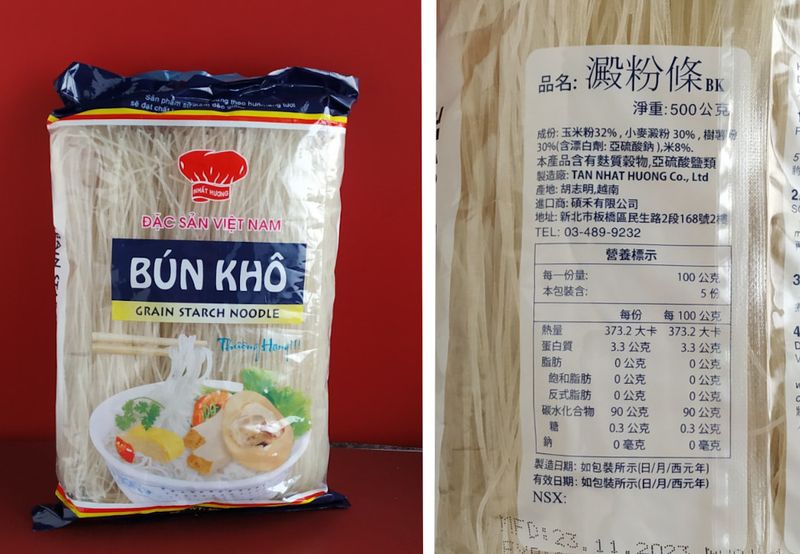 Sản phẩm
sẽ đạt chất
NHẤT HƯƠNG
ĐẶC SẢN VIỆT NAM
BÚN KHÔ
GRAIN STARCH NOODLE
Thượng Hạng!!!
品名: 澱粉條BK
淨重:500公克
成份: 玉米粉32% , 小麥澱粉 30% , 樹薯粉
30%(含漂白劑: 亞硫酸鈉 ),米8%.
本產品含有麩質穀物,亞硫酸鹽類
製造廠: TAN NHAT HUONG Co., Ltd
產地: 胡志明,越南
進口商: 碩禾有限公司
地址: 新北市板橋區民生路2段168號2樓
TEL: 03-489-9232
營養標示
每一份量: 100 公克
本包裝含: 5 份
每份 每 100 公克
熱量 373.2 大卡 373.2 大卡
蛋白質 3.3 公克 3.3 公克
脂肪 0 公克 0 公克
飽和脂肪 0 公克 0 公克
反式脂肪 0 公克 0 公克
碳水化合物 90 公克 90 公克
糖 0.3 公克 0.3 公克
鈉 0 毫克 0 毫克
製造日期: 如包裝所示(日/月/西元年)
有效日期: 如包裝所示(日/月/西元年)
NSX:
MFD:23.11.2023